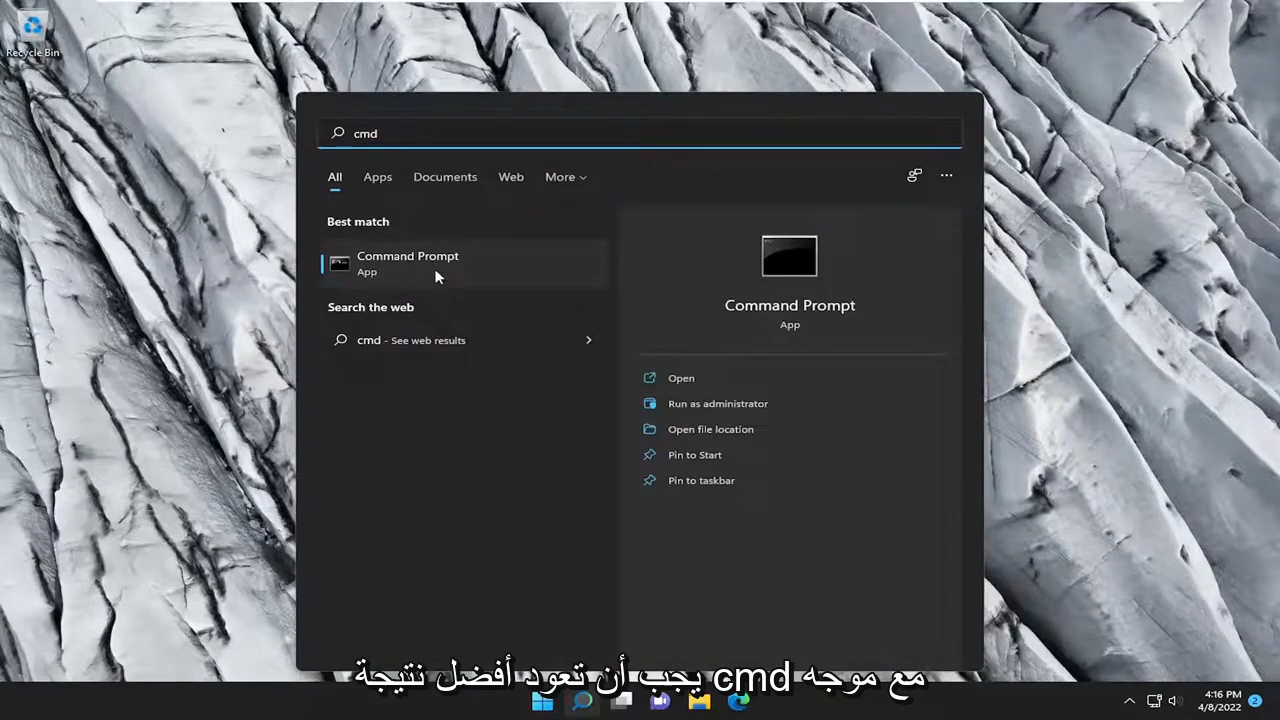 Recycle Bin
cmd
All Apps Documents Web More
Best match
Command Prompt
App
Search the web
cmd - See web results
Command Prompt
App
Open
Run as administrator
Open file location
Pin to Start
Pin to taskbar
مع موجه cmd يجب أن تعود أفضل نتيجة
4:16 PM
4/8/2022
2